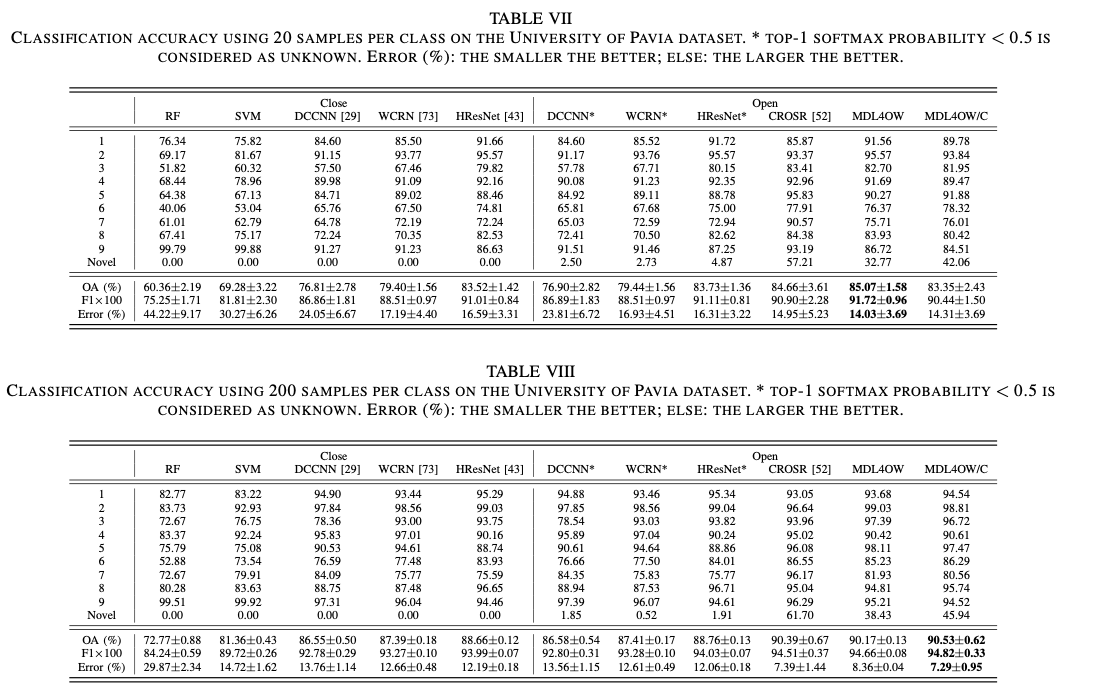 TABLE VII
CLASSIFICATION ACCURACY USING 20 SAMPLES PER CLASS ON THE UNIVERSITY OF PAVIA DATASET. * TOP-1 SOFTMAX PROBABILITY < 0.5 IS
CONSIDERED AS UNKNOWN. ERROR (%): THE SMALLER THE BETTER; ELSE: THE LARGER THE BETTER.
Close Open
RF SVM DCCNN [29] WCRN [73] HResNet [43] DCCNN* WCRN* HResNet* CROSR [52] MDL4OW MDL4OW/C
1 76.34 75.82 84.60 85.50 91.66 84.60 85.52 91.72 85.87 91.56 89.78
2 69.17 81.67 91.15 93.77 95.57 91.17 93.76 95.57 93.37 95.57 93.84
3 51.82 60.32 57.50 67.46 79.82 57.78 67.71 80.15 83.41 82.70 81.95
4 68.44 78.96 89.98 91.09 92.16 90.08 91.23 92.35 92.96 91.69 89.47
5 64.38 67.13 84.71 89.02 88.46 84.92 89.11 88.78 95.83 90.27 91.88
6 40.06 53.04 65.76 67.50 74.81 65.81 67.68 75.00 77.91 76.37 78.32
7 61.01 62.79 64.78 72.19 72.24 65.03 72.59 72.94 90.57 75.71 76.01
8 67.41 75.17 72.24 70.35 82.53 72.41 70.50 82.62 84.38 83.93 80.42
9 99.79 99.88 91.27 91.23 86.63 91.51 91.46 87.25 93.19 86.72 84.51
Novel 0.00 0.00 0.00 0.00 0.00 2.50 2.73 4.87 57.21 32.77 42.06
OA (%) 60.36±2.19 69.28±3.22 76.81±2.78 79.40±1.56 83.52±1.42 76.90±2.82 79.44±1.56 83.73±1.36 84.66±3.61 85.07±1.58 83.35±2.43
F1×100 75.25±1.71 81.81±2.30 86.86±1.81 88.51±0.97 91.01±0.84 86.89±1.83 88.51±0.97 91.11±0.81 90.90±2.28 91.72±0.96 90.44±1.50
Error (%) 44.22±9.17 30.27±6.26 24.05±6.67 17.19±4.40 16.59±3.31 23.81±6.72 16.93±4.51 16.31±3.22 14.95±5.23 14.03±3.69 14.31±3.69
TABLE VIII
CLASSIFICATION ACCURACY USING 200 SAMPLES PER CLASS ON THE UNIVERSITY OF PAVIA DATASET. * TOP-1 SOFTMAX PROBABILITY < 0.5 IS
CONSIDERED AS UNKNOWN. ERROR (%): THE SMALLER THE BETTER; ELSE: THE LARGER THE BETTER.
Close Open
RF SVM DCCNN [29] WCRN [73] HResNet [43] DCCNN* WCRN* HResNet* CROSR [52] MDL4OW MDL4OW/C
1 82.77 83.22 94.90 93.44 95.29 94.88 93.46 95.34 93.05 93.68 94.54
2 83.73 92.93 97.84 98.56 99.03 97.85 98.56 99.04 96.64 99.03 98.81
3 72.67 76.75 78.36 93.00 93.75 78.54 93.03 93.82 93.96 97.39 96.72
4 83.37 92.24 95.83 97.01 90.16 95.89 97.04 90.24 95.02 90.42 90.61
5 75.79 75.08 90.53 94.61 88.74 90.61 94.64 88.86 96.08 98.11 97.47
6 52.88 73.54 76.59 77.48 83.93 76.66 77.50 84.01 86.55 85.23 86.29
7 72.67 79.91 84.09 75.77 75.59 84.35 75.83 75.77 96.17 81.93 80.56
8 80.28 83.63 88.75 87.48 96.65 88.94 87.53 96.71 95.04 94.81 95.74
9 99.51 99.92 97.31 96.04 94.46 97.39 96.07 94.61 96.29 95.21 94.52
Novel 0.00 0.00 0.00 0.00 0.00 1.85 0.52 1.91 61.70 38.43 45.94
OA (%) 72.77±0.88 81.36±0.43 86.55±0.50 87.39±0.18 88.66±0.12 86.58±0.54 87.41±0.17 88.76±0.13 90.39±0.67 90.17±0.13 90.53±0.62
F1×100 84.24±0.59 89.72±0.26 92.78±0.29 93.27±0.10 93.99±0.07 92.80±0.31 93.28±0.10 94.03±0.07 94.51±0.37 94.66±0.08 94.82±0.33
Error (%) 29.87±2.34 14.72±1.62 13.76±1.14 12.66±0.48 12.19±0.18 13.56±1.15 12.61±0.49 12.06±0.18 7.39±1.44 8.36±0.04 7.29±0.95